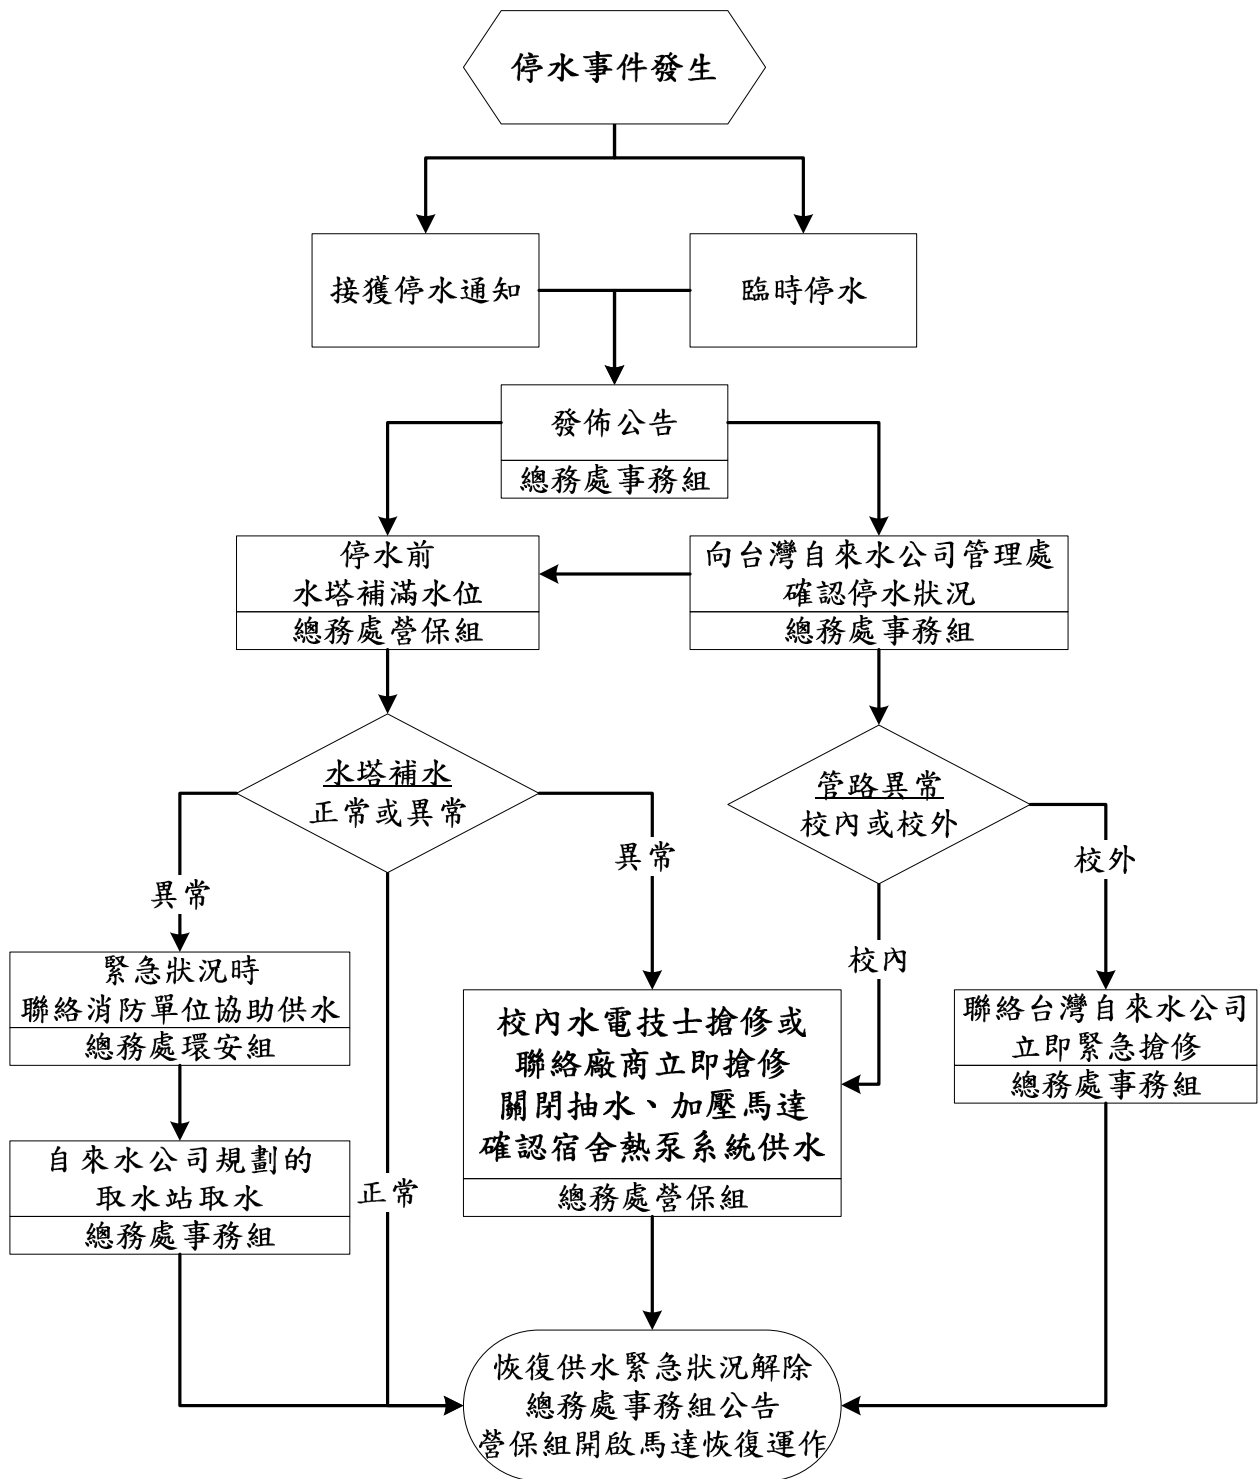 停水事件發生
接獲停水通知
臨時停水
發佈公告
總務處事務組
停水前
水塔補滿水位
總務處營保組
向台灣自來水公司管理處
確認停水狀況
總務處事務組
水塔補水
正常或異常
管路異常
校內或校外
異常
異常
校外
校內
緊急狀況時
聯絡消防單位協助供水
總務處環安組
校內水電技士搶修或
聯絡廠商立即搶修
關閉抽水、加壓馬達
確認宿舍熱泵系統供水
總務處營保組
聯絡台灣自來水公司
立即緊急搶修
總務處事務組
自來水公司規劃的
取水站取水
總務處事務組
正常
恢復供水緊急狀況解除
總務處事務組公告
營保組開啟馬達恢復運作